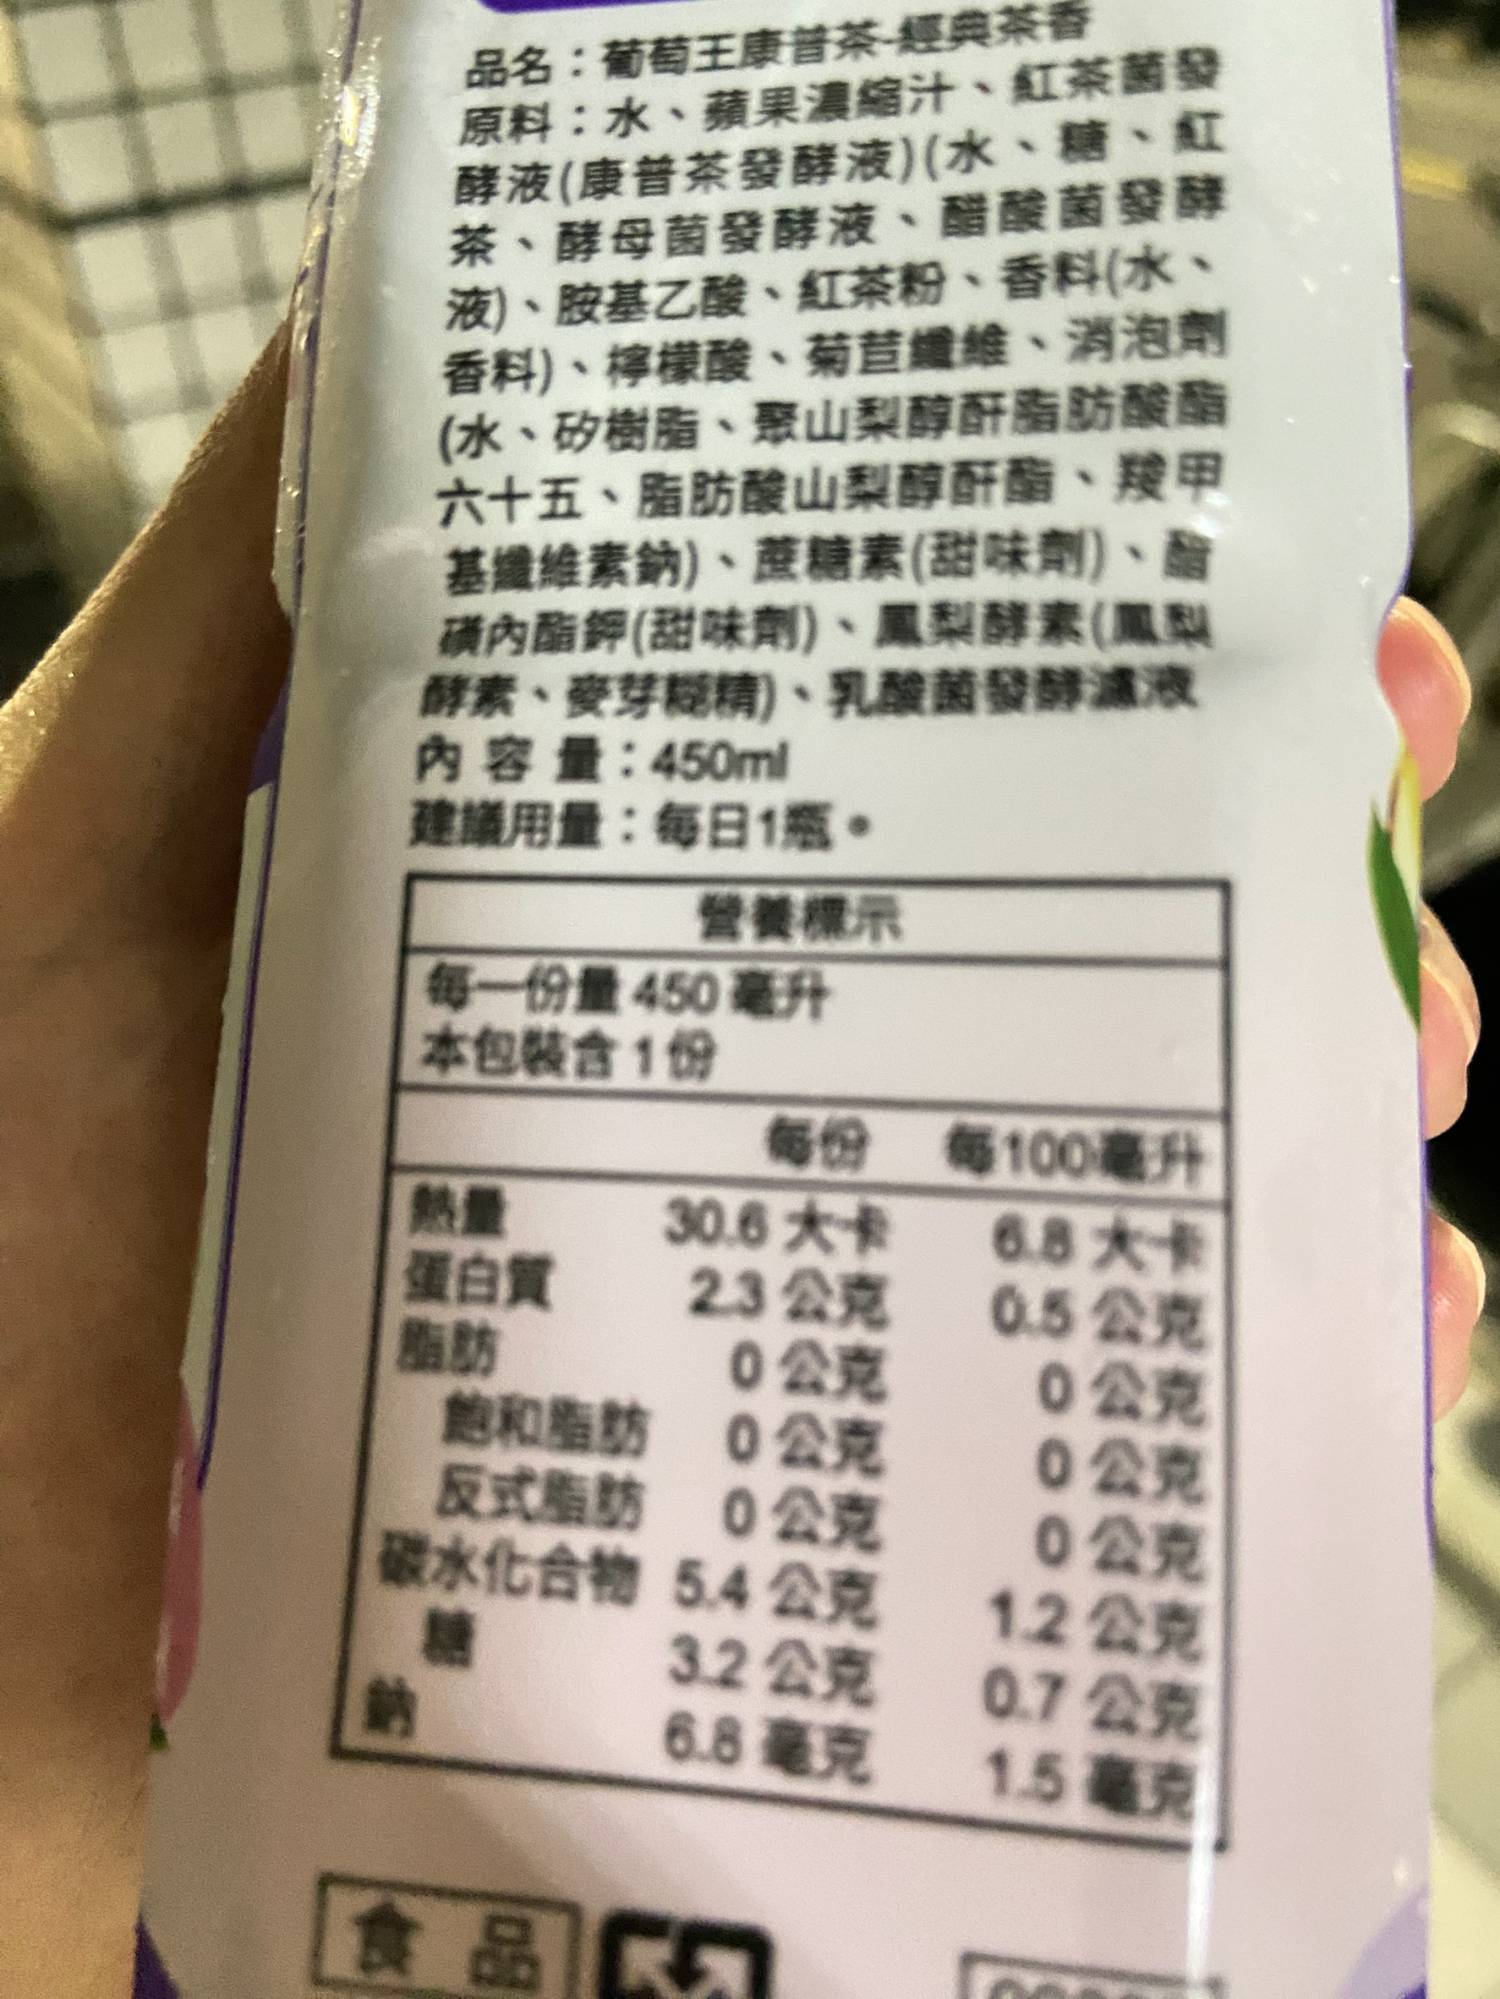 品名：葡萄王康普茶-經典茶香
原料：水、蘋果濃縮汁、紅茶菌發
酵液(康普茶發酵液)(水、糖、紅
茶、酵母菌發酵液、醋酸菌發酵
液)、胺基乙酸、紅茶粉、香料(水、
香料)、檸檬酸、菊苣纖維、消泡劑
(水、矽樹脂、聚山梨醇酐脂肪酸酯
六十五、脂肪酸山梨醇酐酯、羧甲
基纖維素鈉)、蔗糖素(甜味劑)、醋
磺內酯鉀(甜味劑)、鳳梨酵素(鳳梨
酵素、麥芽糊精)、乳酸菌發酵濾液
內容量：450ml
建議用量：每日1瓶。
營養標示
每一份量 450 毫升
本包裝含 1 份
每份 每100毫升
熱量 30.6 大卡 6.8 大卡
蛋白質 2.3 公克 0.5 公克
脂肪 0 公克 0 公克
飽和脂肪 0 公克 0 公克
反式脂肪 0 公克 0 公克
碳水化合物 5.4 公克 1.2 公克
糖 3.2 公克 0.7 公克
鈉 6.8 毫克 1.5 毫克
食品